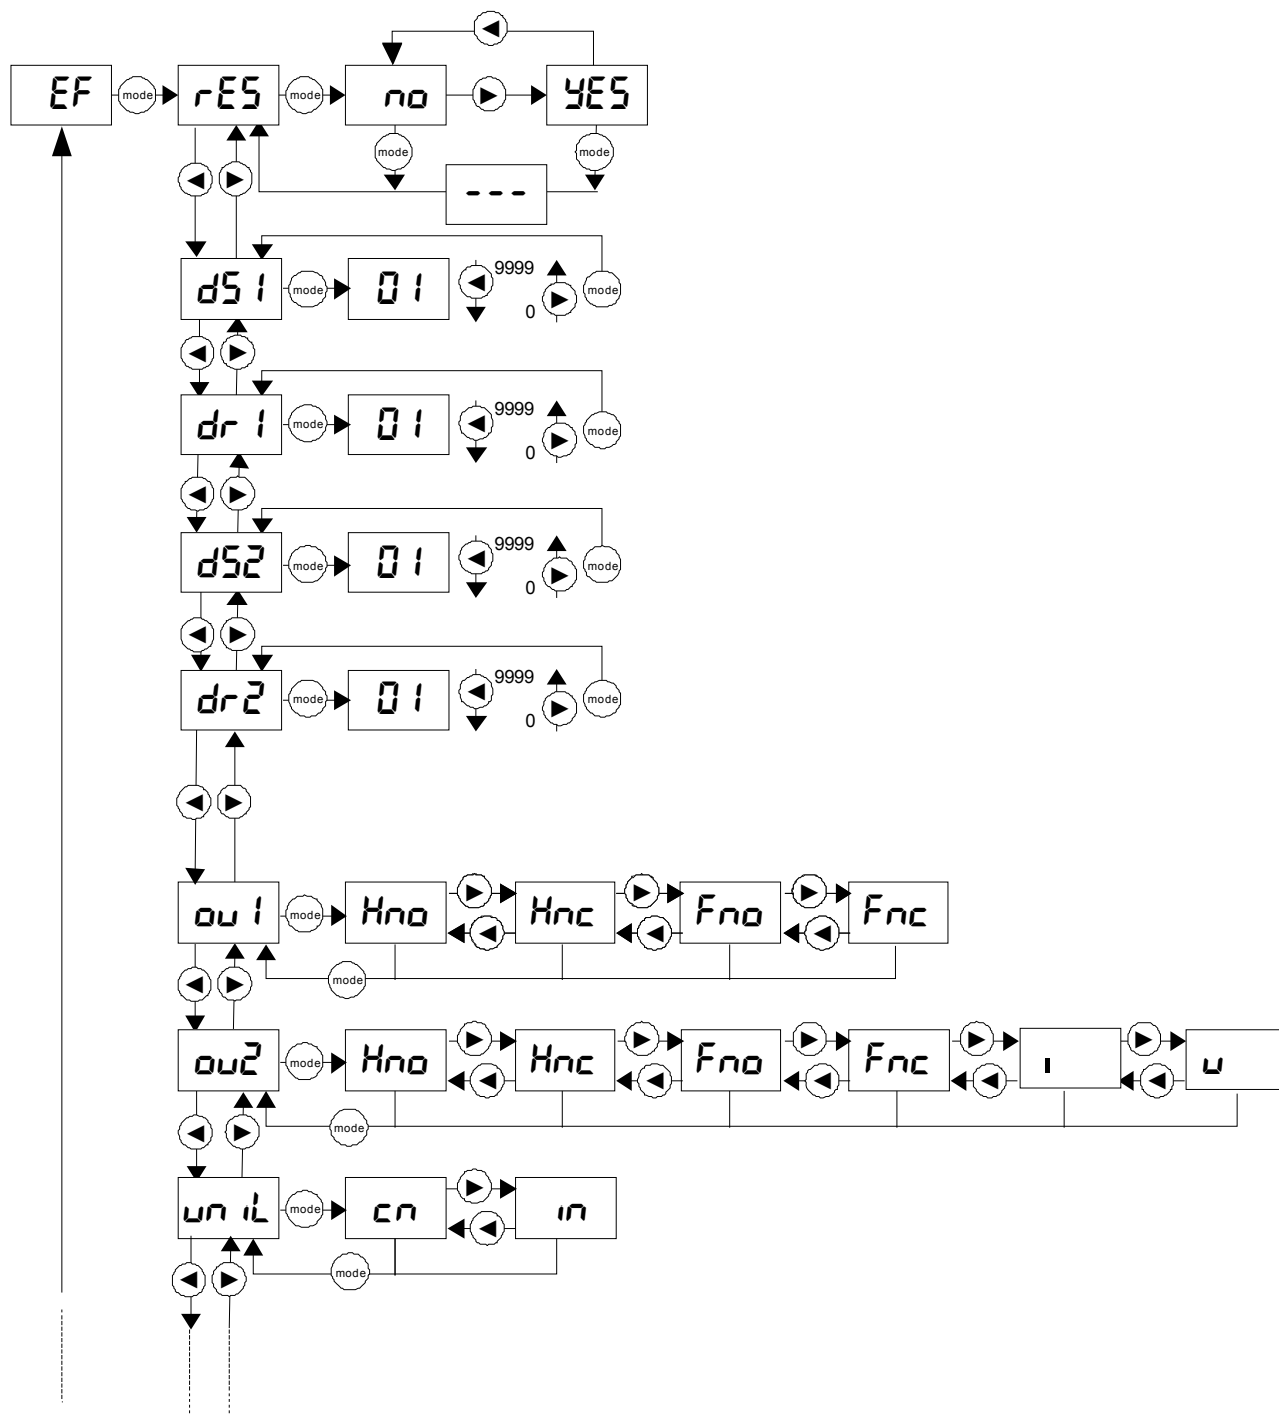 EF mode rES mode no YES
mode mode
---
dS1 mode 01 9999 0 mode
dr1 mode 01 9999 0 mode
dS2 mode 01 9999 0 mode
dr2 mode 01 9999 0 mode
ou1 mode Hno Hnc Fno Fnc
mode
ou2 mode Hno Hnc Fno Fnc I u
mode
uniL mode cn in
mode